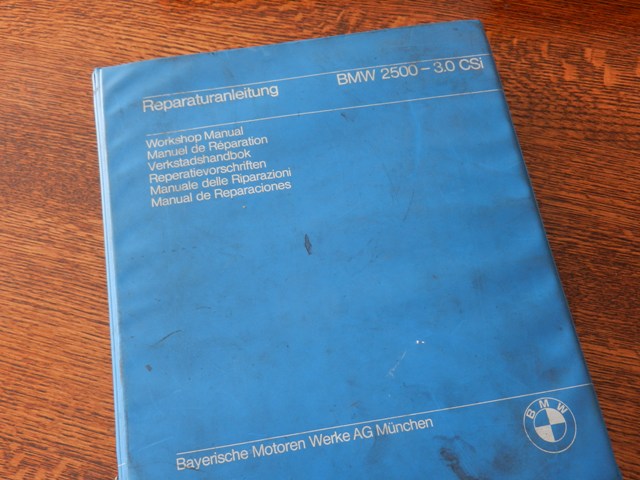 Reparaturanleitung BMW 2500 – 3.0 CSi
Workshop Manual
Manuel de Réparation
Verkstadshandbok
Reperatievorschriften
Manuale delle Riparazioni
Manual de Reparaciones
Bayerische Motoren Werke AG München
BMW